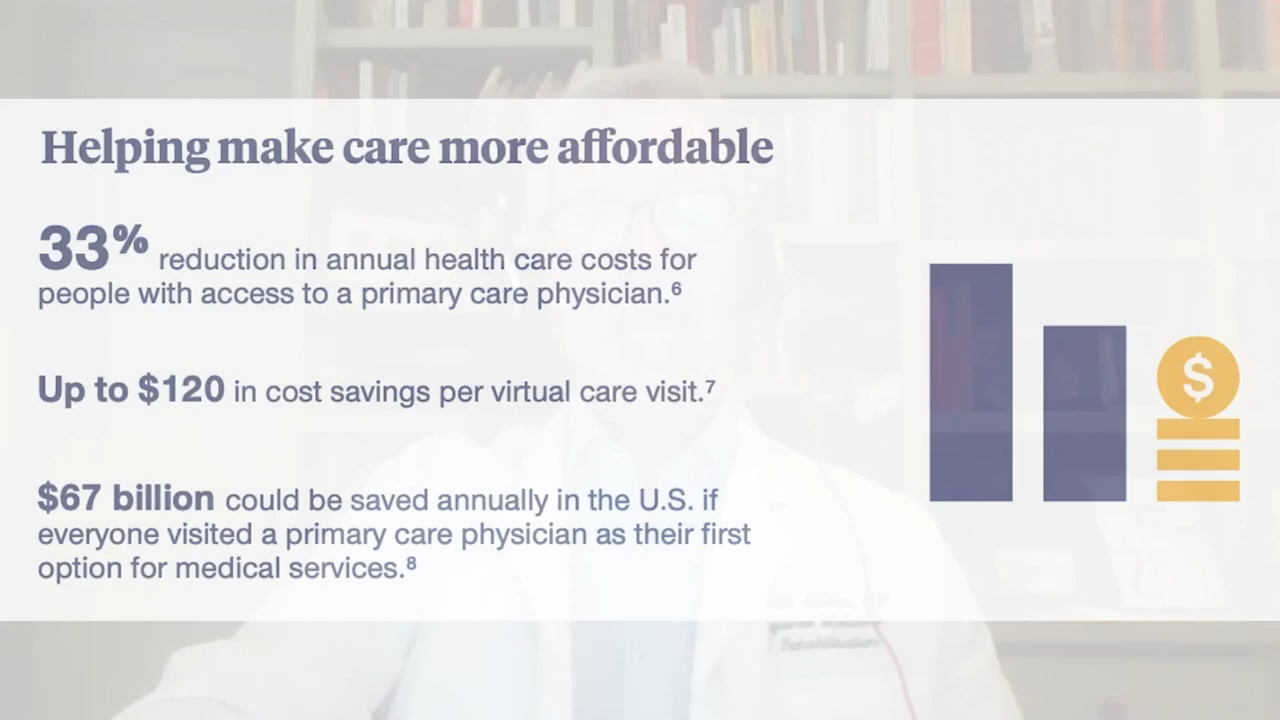 Helping make care more affordable
33% reduction in annual health care costs for
people with access to a primary care physician.⁶
Up to $120 in cost savings per virtual care visit.⁷
$67 billion could be saved annually in the U.S. if
everyone visited a primary care physician as their first
option for medical services.⁸
$